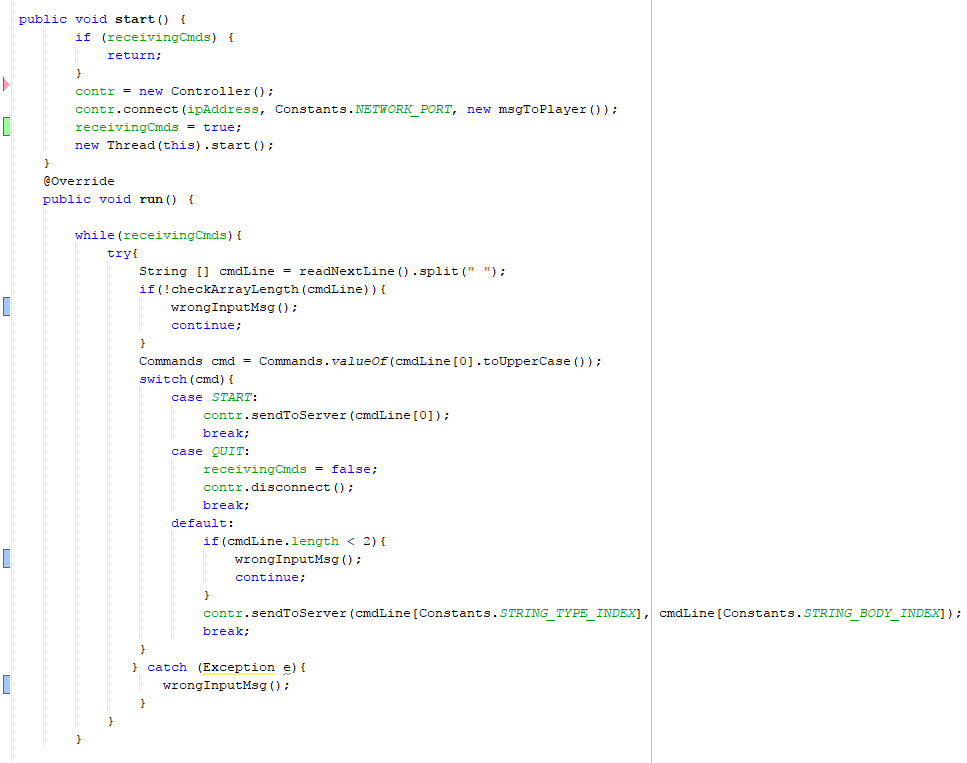 public void start() {
if (receivingCmds) {
return;
}
contr = new Controller();
contr.connect(ipAddress, Constants.NETWORK_PORT, new msgToPlayer());
receivingCmds = true;
new Thread(this).start();
}
@Override
public void run() {
while(receivingCmds){
try{
String [] cmdLine = readNextLine().split(" ");
if(!checkArrayLength(cmdLine)){
wrongInputMsg();
continue;
}
Commands cmd = Commands.valueOf(cmdLine[0].toUpperCase());
switch(cmd){
case START:
contr.sendToServer(cmdLine[0]);
break;
case QUIT:
receivingCmds = false;
contr.disconnect();
break;
default:
if(cmdLine.length < 2){
wrongInputMsg();
continue;
}
contr.sendToServer(cmdLine[Constants.STRING_TYPE_INDEX], cmdLine[Constants.STRING_BODY_INDEX]);
break;
}
} catch (Exception e){
wrongInputMsg();
}
}
}